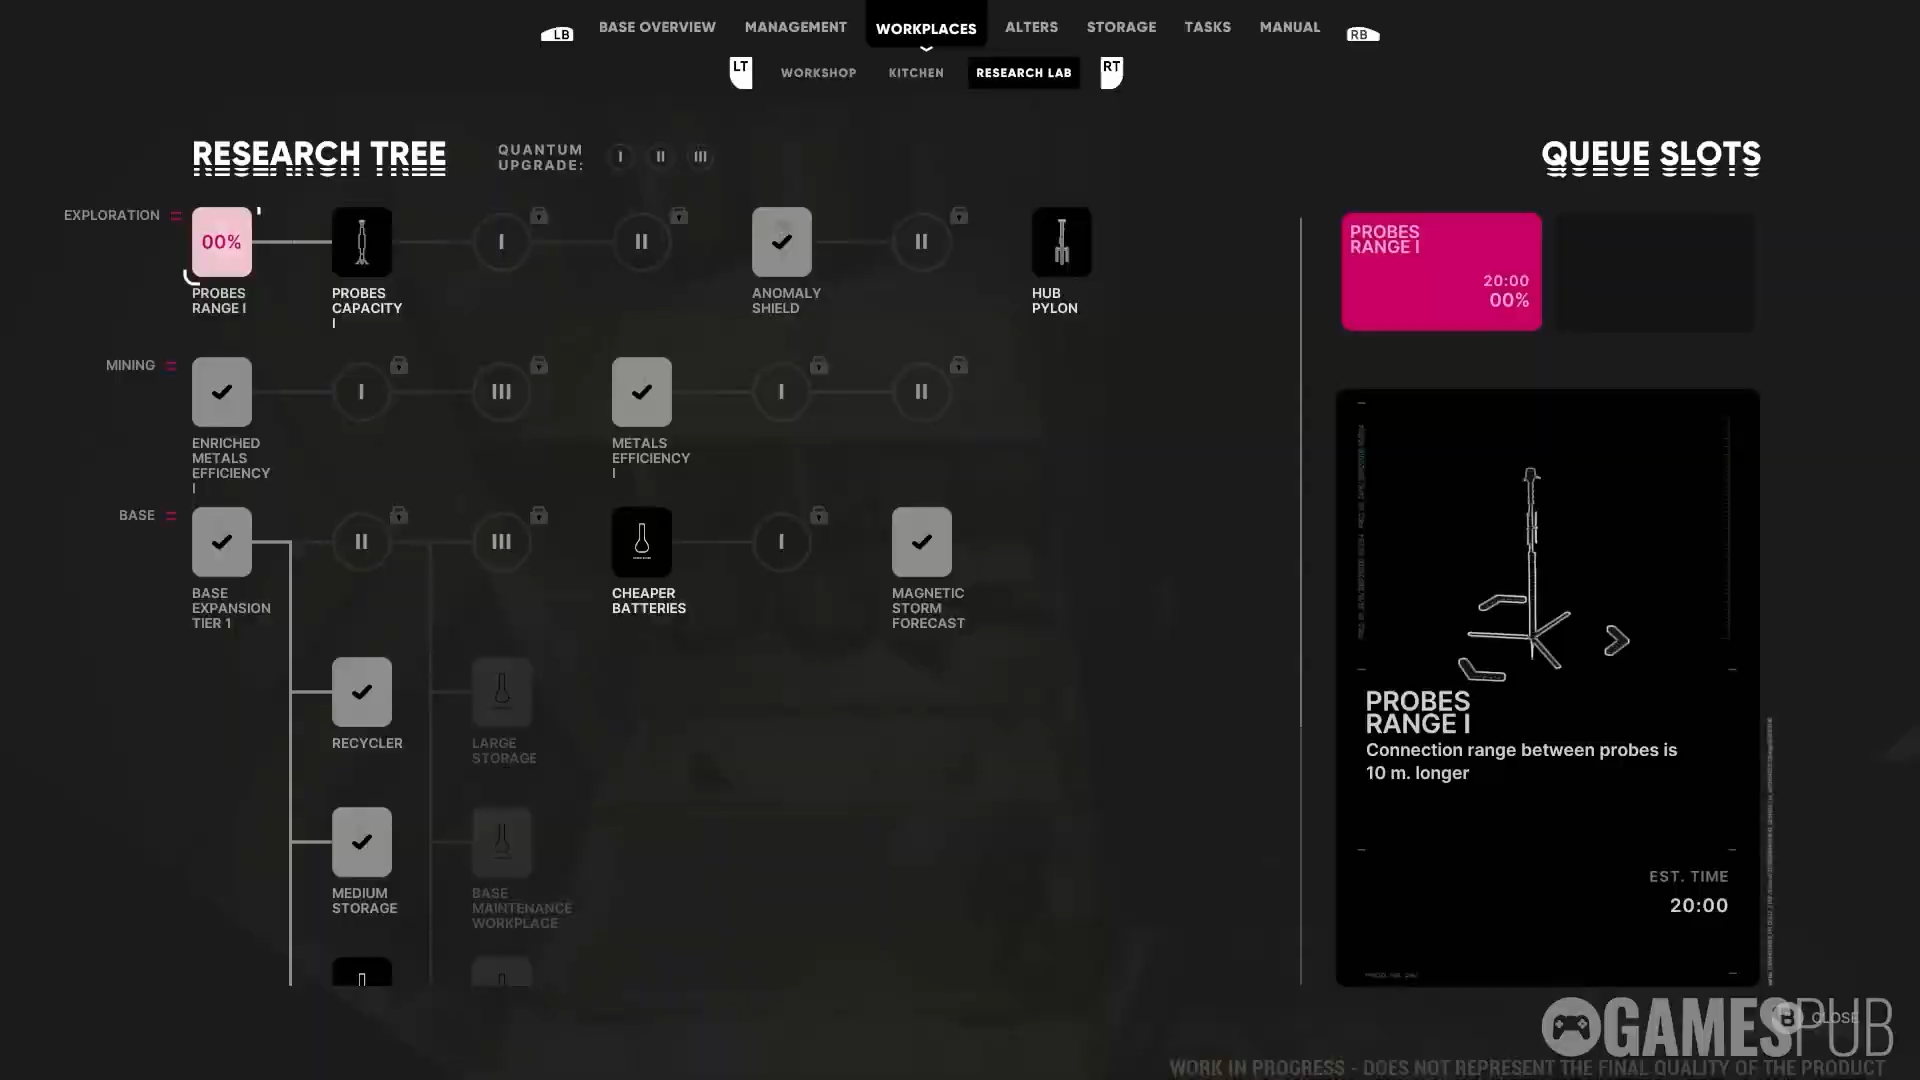 LB
BASE OVERVIEW
MANAGEMENT
WORKPLACES
ALTERS
STORAGE
TASKS
MANUAL
RB
LT
WORKSHOP
KITCHEN
RESEARCH LAB
RT
RESEARCH TREE
QUANTUM
UPGRADE:
I
II
III
QUEUE SLOTS
EXPLORATION
00%
I
II
II
PROBES
RANGE I
PROBES
CAPACITY
I
ANOMALY
SHIELD
HUB
PYLON
PROBES
RANGE I
20:00
00%
MINING
I
III
I
II
ENRICHED
METALS
EFFICIENCY
I
METALS
EFFICIENCY
I
BASE
II
III
I
BASE
EXPANSION
TIER 1
CHEAPER
BATTERIES
MAGNETIC
STORM
FORECAST
RECYCLER
LARGE
STORAGE
MEDIUM
STORAGE
BASE
MAINTENANCE
WORKPLACE
PROBES
RANGE I
Connection range between probes is
10 m. longer
EST. TIME
20:00
B CLOSE
GAMESPUB
WORK IN PROGRESS - DOES NOT REPRESENT THE FINAL QUALITY OF THE PRODUCT